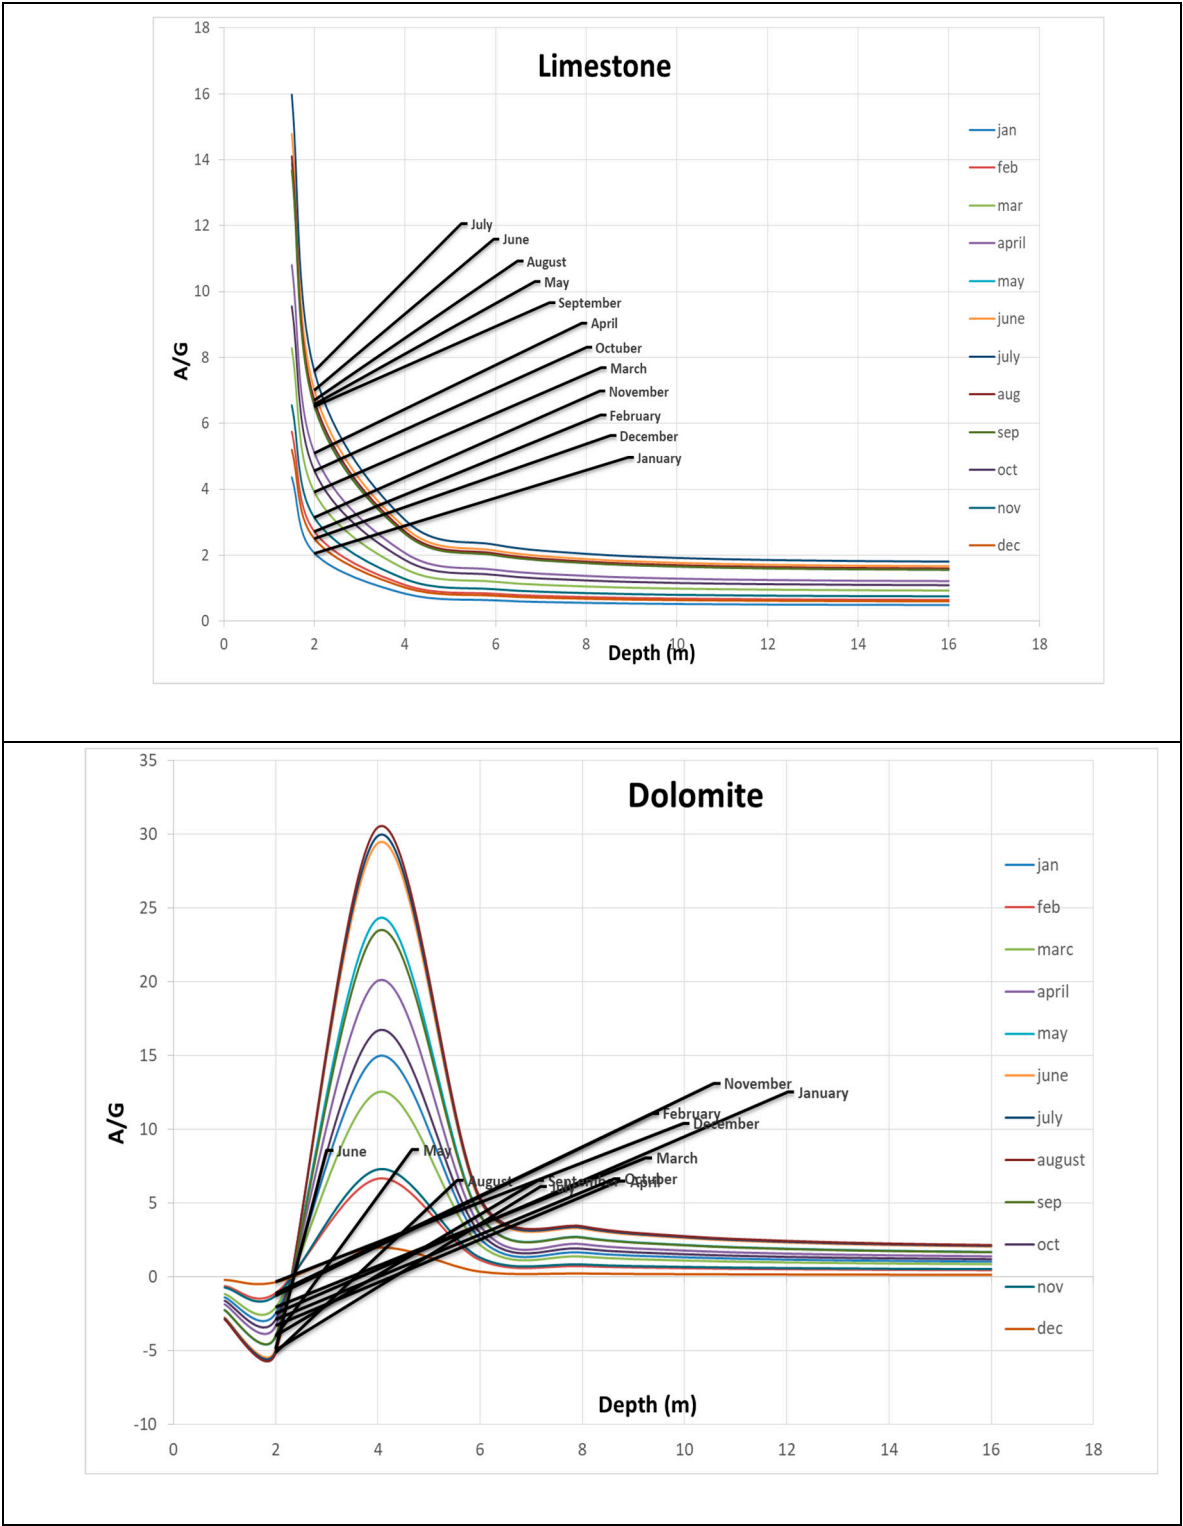 Limestone
18
16
14
12
10
8
6
4
2
0
A/G
July
June
August
May
September
April
Octuber
March
November
February
December
January
jan
feb
mar
april
may
june
july
aug
sep
oct
nov
dec
0 2 4 6 8 10 12 14 16 18
Depth (m)
Dolomite
35
30
25
20
15
10
5
0
-5
-10
A/G
November
January
February
December
June
May
March
August
September
Octuber
July
April
jan
feb
marc
april
may
june
july
august
sep
oct
nov
dec
Depth (m)
0 2 4 6 8 10 12 14 16 18